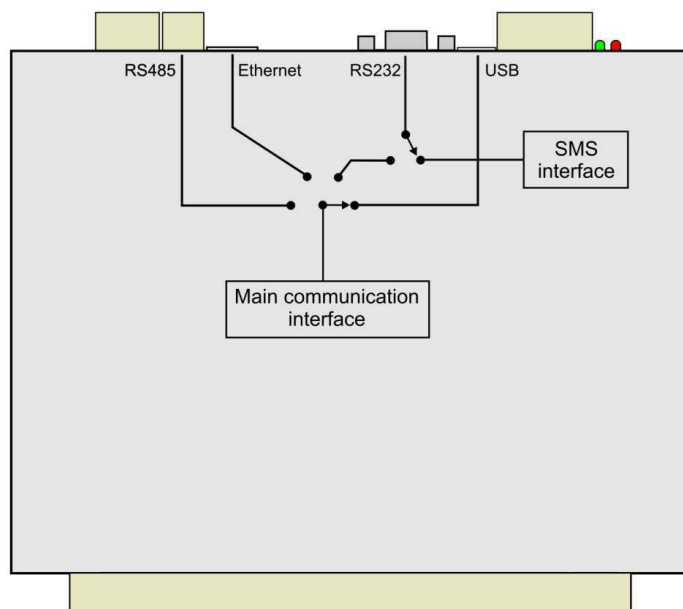 RS485
Ethernet
RS232
USB
SMS
interface
Main communication
interface